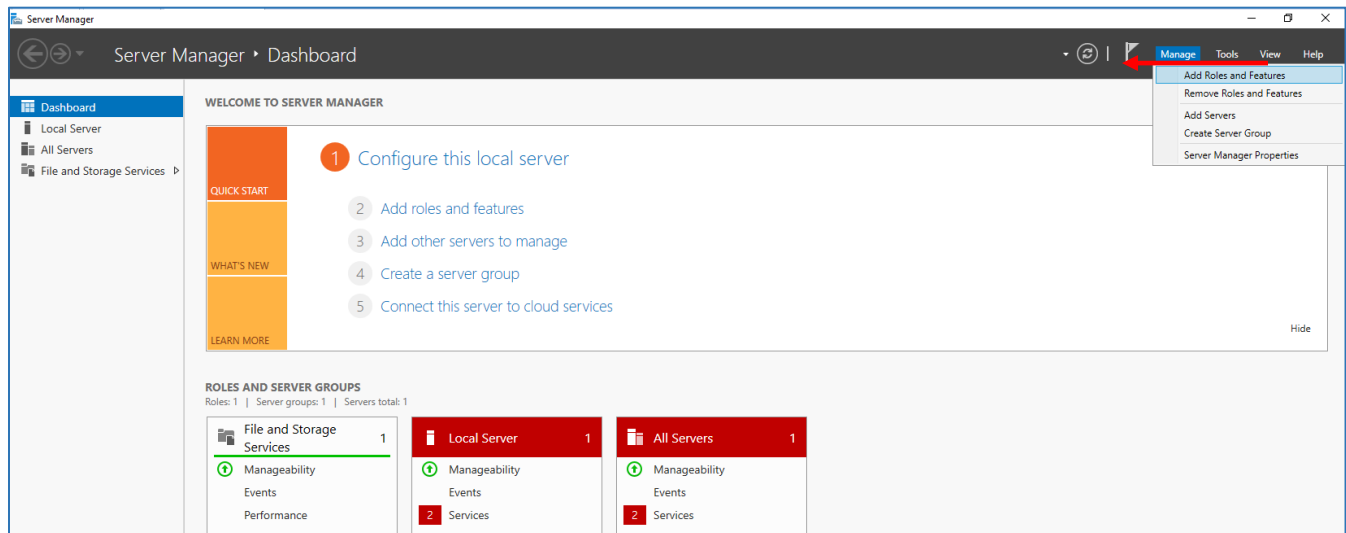 Server Manager
Server Manager • Dashboard
Manage Tools View Help
Add Roles and Features
Remove Roles and Features
Add Servers
Create Server Group
Server Manager Properties
Dashboard
Local Server
All Servers
File and Storage Services
WELCOME TO SERVER MANAGER
QUICK START
WHAT'S NEW
LEARN MORE
1 Configure this local server
2 Add roles and features
3 Add other servers to manage
4 Create a server group
5 Connect this server to cloud services
Hide
ROLES AND SERVER GROUPS
Roles: 1 | Server groups: 1 | Servers total: 1
File and Storage
Services 1
Manageability
Events
Performance
Local Server 1
Manageability
Events
2 Services
All Servers 1
Manageability
Events
2 Services